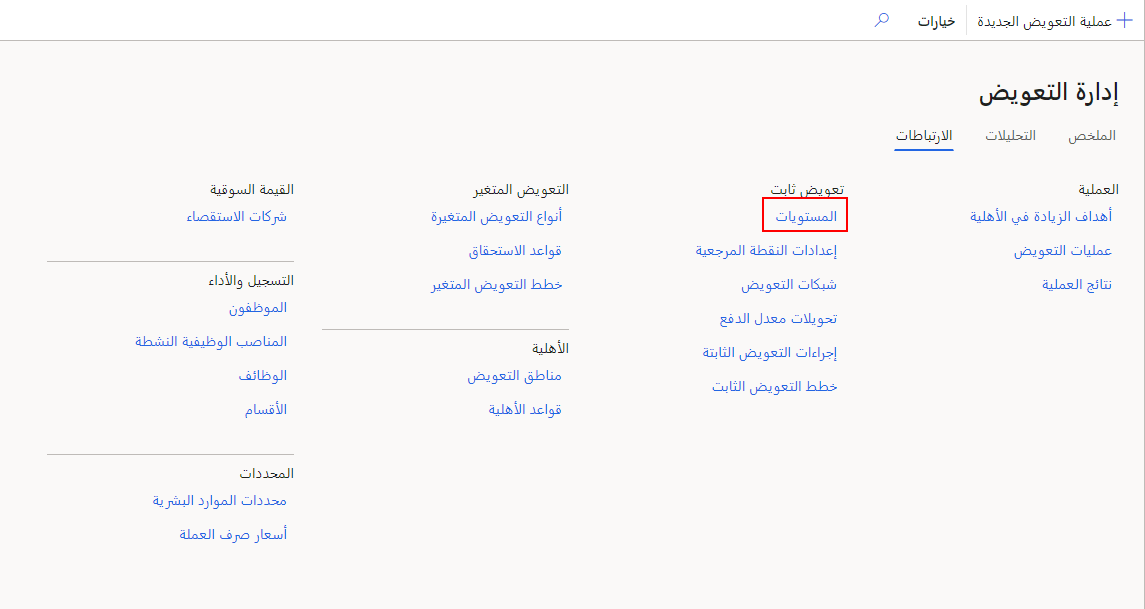 عملية التعويض الجديدة
خيارات
إدارة التعويض
الملخص
التحليلات
الارتباطات
العملية
أهداف الزيادة في الأهلية
عمليات التعويض
نتائج العملية
تعويض ثابت
المستويات
إعدادات النقطة المرجعية
شبكات التعويض
تحويلات معدل الدفع
إجراءات التعويض الثابتة
خطط التعويض الثابت
التعويض المتغير
أنواع التعويض المتغيرة
قواعد الاستحقاق
خطط التعويض المتغير
الأهلية
مناطق التعويض
قواعد الأهلية
القيمة السوقية
شركات الاستقصاء
التسجيل والأداء
الموظفون
المناصب الوظيفية النشطة
الوظائف
الأقسام
المحددات
محددات الموارد البشرية
أسعار صرف العملة